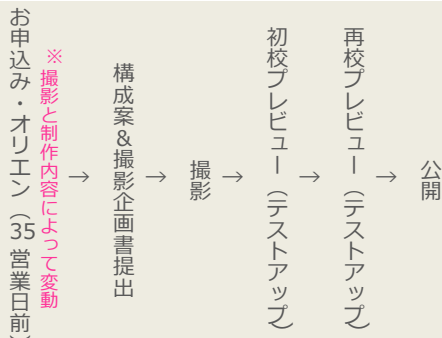 お申込み・オリエン（35営業日前）
※撮影と制作内容によって変動
→
構成案＆撮影企画書提出
→
撮影
→
初校プレビュー（テストアップ）
→
再校プレビュー（テストアップ）
→
公開